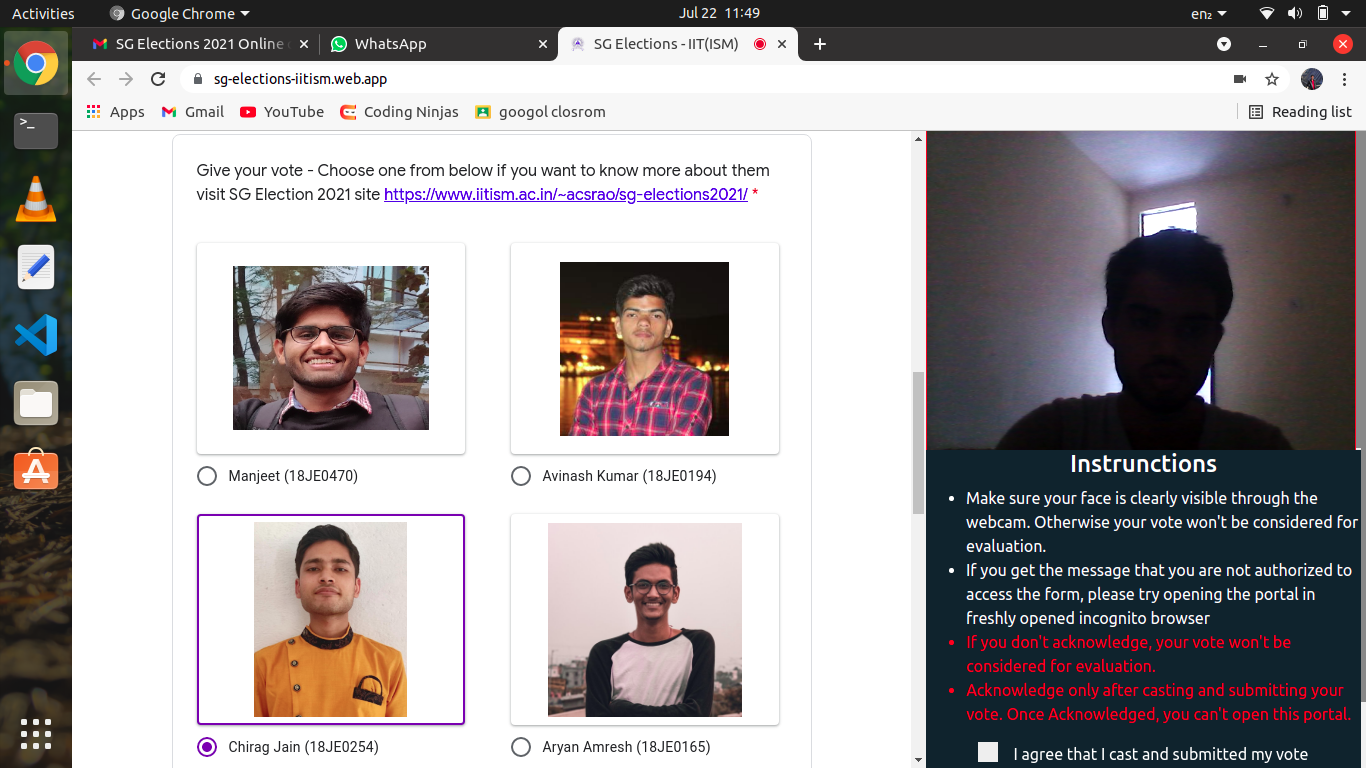 Activities
Google Chrome
Jul 22 11:49
en₂
SG Elections 2021 Online
WhatsApp
SG Elections - IIT(ISM)
sg-elections-iitism.web.app
Apps
Gmail
YouTube
Coding Ninjas
googol closrom
Reading list
Give your vote - Choose one from below if you want to know more about them
visit SG Election 2021 site https://www.iitism.ac.in/~acsrao/sg-elections2021/ *
Manjeet (18JE0470)
Avinash Kumar (18JE0194)
Chirag Jain (18JE0254)
Aryan Amresh (18JE0165)
Instrunctions
Make sure your face is clearly visible through the
webcam. Otherwise your vote won't be considered for
evaluation.
If you get the message that you are not authorized to
access the form, please try opening the portal in
freshly opened incognito browser
If you don't acknowledge, your vote won't be
considered for evaluation.
Acknowledge only after casting and submitting your
vote. Once Acknowledged, you can't open this portal.
I agree that I cast and submitted my vote